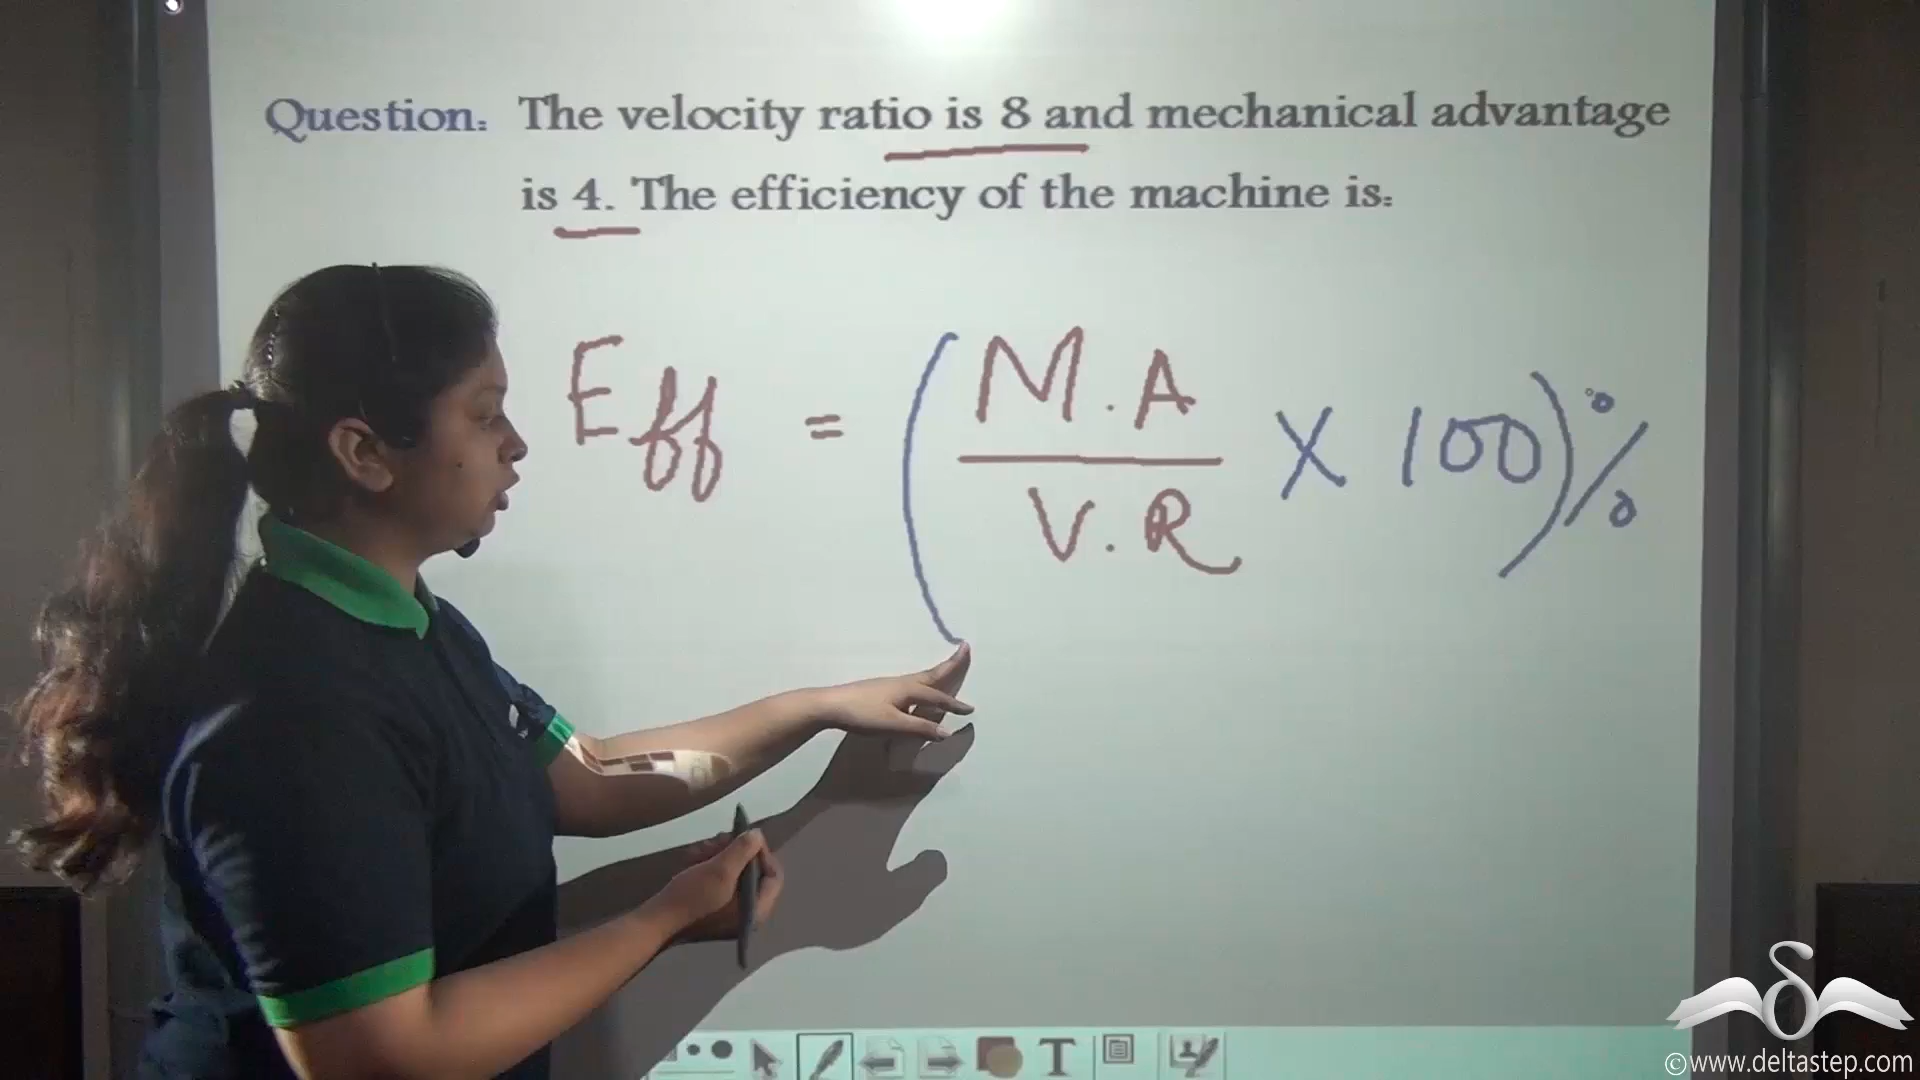 Question: The velocity ratio is 8 and mechanical advantage
is 4. The efficiency of the machine is:
Eff = ( M.A / V.R × 100 ) %
T
©www.deltastep.com